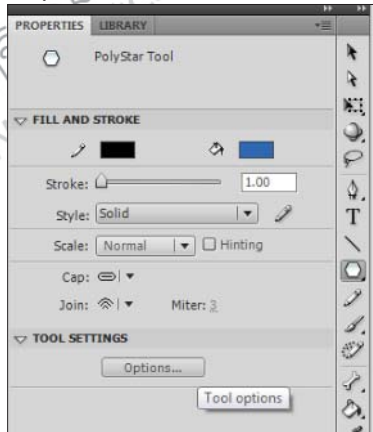 PROPERTIES LIBRARY
PolyStar Tool
FILL AND STROKE
Stroke: 1.00
Style: Solid
Scale: Normal Hinting
Cap:
Join: Miter: 3
TOOL SETTINGS
Options...
Tool options
T